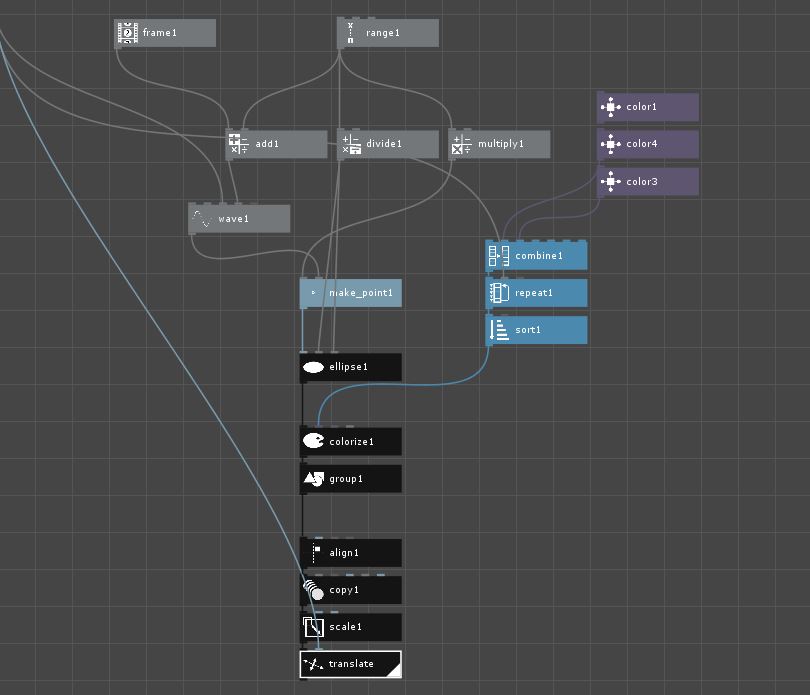 frame1
range1
color1
add1
divide1
multiply1
color4
color3
wave1
combine1
make_point1
repeat1
sort1
ellipse1
colorize1
group1
align1
copy1
scale1
translate